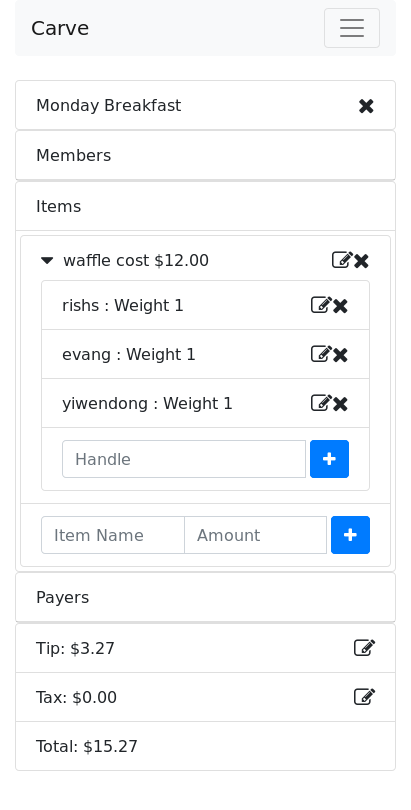 Carve
Monday Breakfast
Members
Items
waffle cost $12.00
rishs : Weight 1
evang : Weight 1
yiwendong : Weight 1
Handle
Item Name Amount
Payers
Tip: $3.27
Tax: $0.00
Total: $15.27